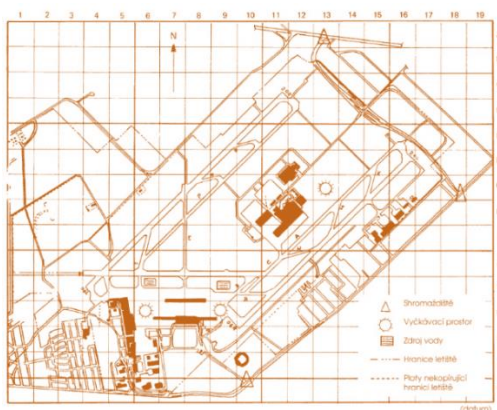 1 2 3 4 5 6 7 8 9 10 11 12 13 14 15 16 17 18 19
N
Shromaždiště
Vyčkávací prostor
Zdroj vody
Hranice letiště
Ploty nekopírující
hranici letiště
(datum)